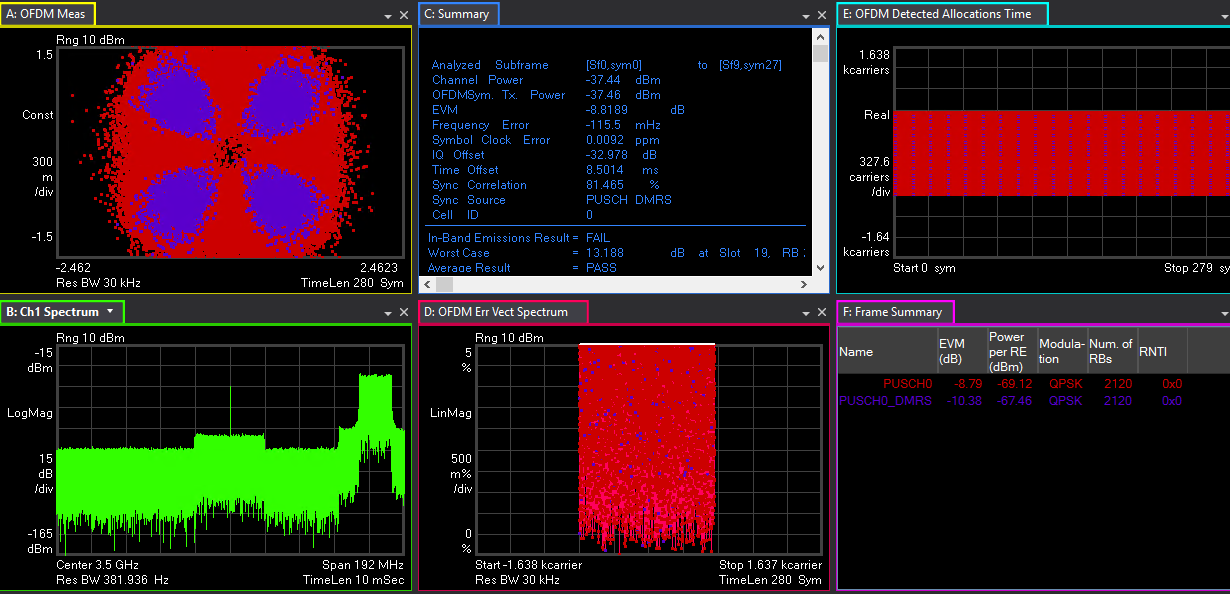 A: OFDM Meas
Rng 10 dBm
1.5
Const
300
m
/div
-1.5
-2.462
2.4623
Res BW 30 kHz
TimeLen 280 Sym
C: Summary
Analyzed Subframe [Sf0,sym0] to [Sf9,sym27]
Channel Power -37.44 dBm
OFDMSym. Tx. Power -37.46 dBm
EVM -8.8189 dB
Frequency Error -115.5 mHz
Symbol Clock Error 0.0092 ppm
IQ Offset -32.978 dB
Time Offset 8.5014 ms
Sync Correlation 81.465 %
Sync Source PUSCH DMRS
Cell ID 0
In-Band Emissions Result = FAIL
Worst Case = 13.188 dB at Slot 19, RB
Average Result = PASS
E: OFDM Detected Allocations Time
1.638
kcarriers
Real
327.6
carriers
/div
-1.64
kcarriers
Start 0 sym
Stop 279 s
B: Ch1 Spectrum
Rng 10 dBm
-15
dBm
LogMag
15
dB
/div
-165
dBm
Center 3.5 GHz
Span 192 MHz
Res BW 381.936 Hz
TimeLen 10 mSec
D: OFDM Err Vect Spectrum
Rng 10 dBm
5
%
LinMag
500
m%
/div
0
%
Start -1.638 kcarrier
Stop 1.637 kcarrier
Res BW 30 kHz
TimeLen 280 Sym
F: Frame Summary
Name EVM (dB) Power per RE (dBm) Modula-tion Num. of RBs RNTI
PUSCH0 -8.79 -69.12 QPSK 2120 0x0
PUSCH0_DMRS -10.38 -67.46 QPSK 2120 0x0